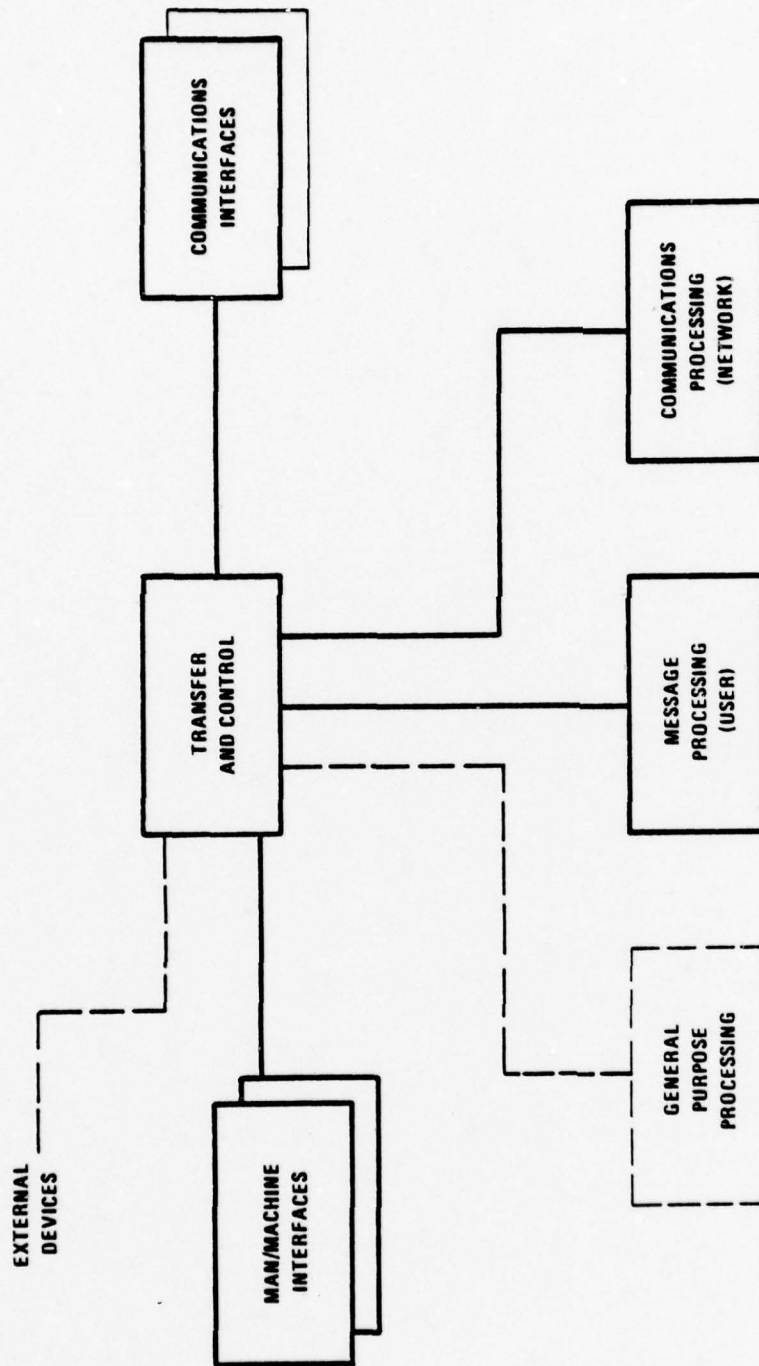 EXTERNAL
DEVICES
MAN/MACHINE
INTERFACES
TRANSFER
AND CONTROL
COMMUNICATIONS
INTERFACES
GENERAL
PURPOSE
PROCESSING
MESSAGE
PROCESSING
(USER)
COMMUNICATIONS
PROCESSING
(NETWORK)